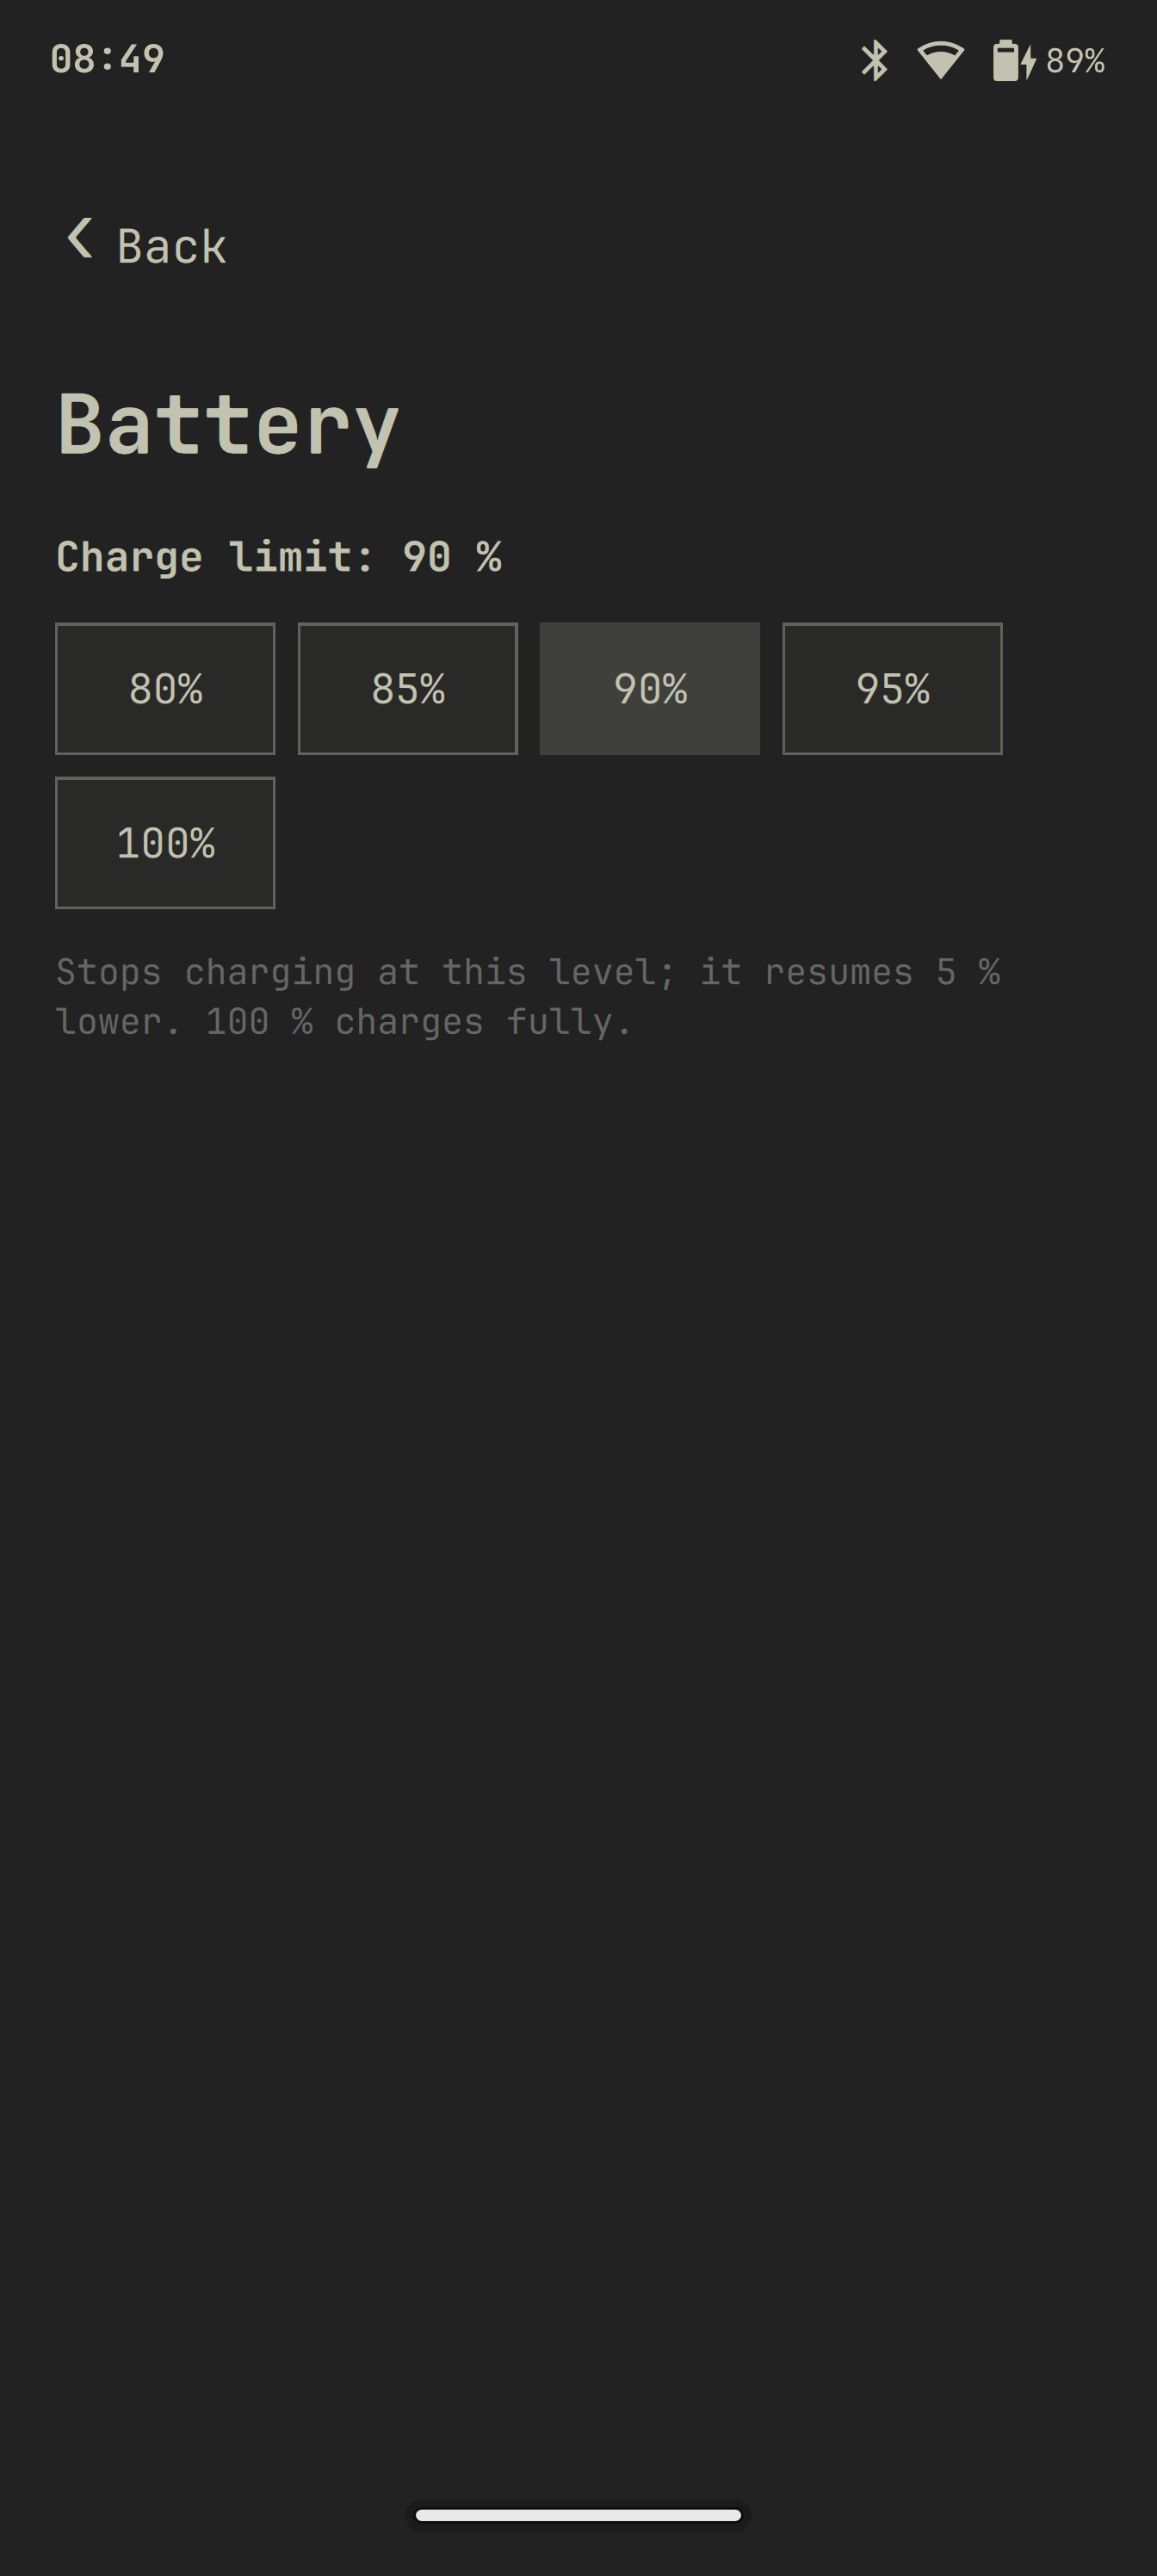 08:49
89%
Back
Battery
Charge limit: 90 %
80% 85% 90% 95%
100%
Stops charging at this level; it resumes 5 %
lower. 100 % charges fully.